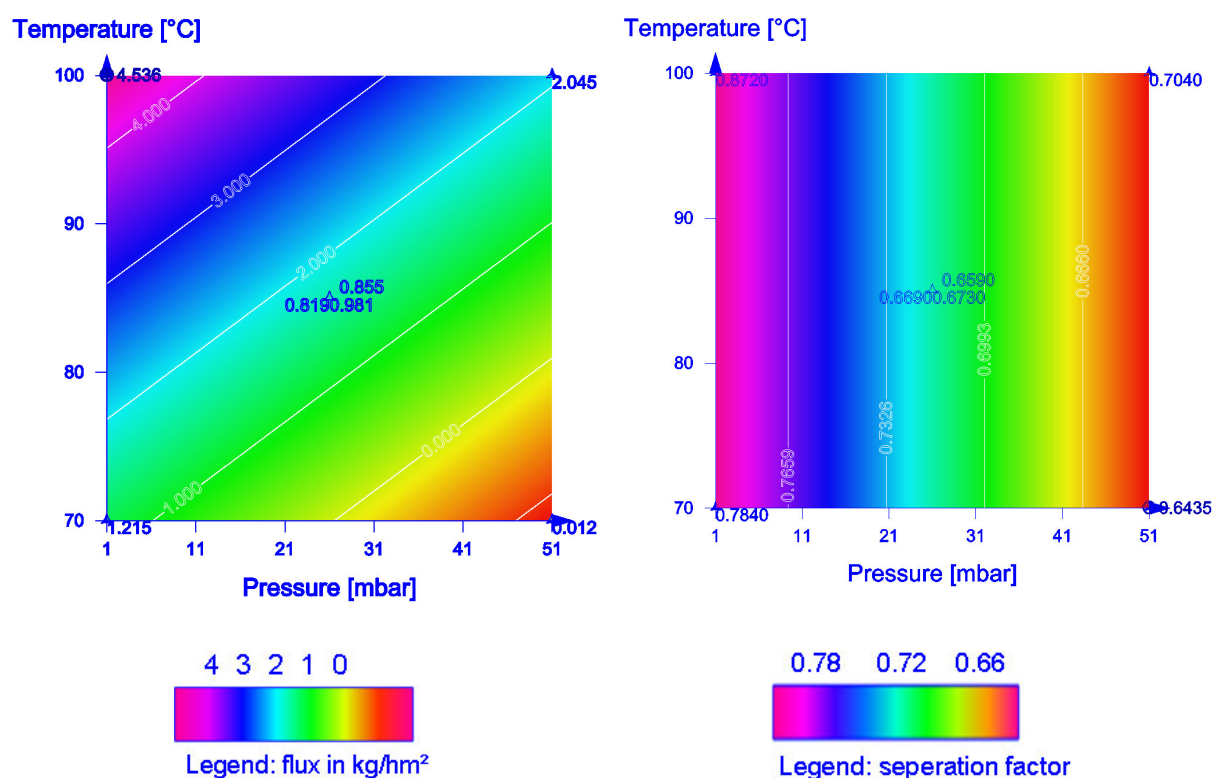 Temperature [°C]
100
4.536
4.000
2.045
90
3.000
2.000
0.855
0.8190.981
80
0.000
1.000
70
1.215
0.012
1 11 21 31 41 51
Pressure [mbar]
4 3 2 1 0
Legend: flux in kg/hm²
Temperature [°C]
100
0.8720
0.7040
90
0.6590
0.66900.6730
0.6660
0.6993
80
0.7326
0.7659
70
0.7840
0.6435
1 11 21 31 41 51
Pressure [mbar]
0.78 0.72 0.66
Legend: seperation factor